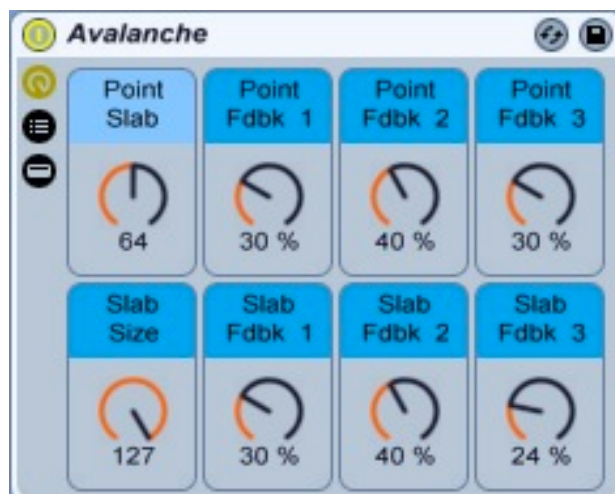 Avalanche
Point Slab
Point Fdbk 1
Point Fdbk 2
Point Fdbk 3
64
30 %
40 %
30 %
Slab Size
Slab Fdbk 1
Slab Fdbk 2
Slab Fdbk 3
127
30 %
40 %
24 %